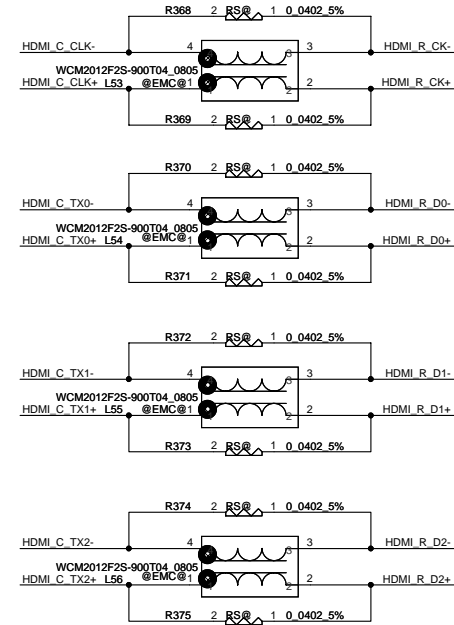 R368 2 RS@ 1 0_0402_5%
HDMI_C_CLK- 4 3 HDMI_R_CK-
WCM2012F2S-900T04_0805
HDMI_C_CLK+ L53 @EMC@ 1 2 HDMI_R_CK+
R369 2 RS@ 1 0_0402_5%
R370 2 RS@ 1 0_0402_5%
HDMI_C_TX0- 4 3 HDMI_R_D0-
WCM2012F2S-900T04_0805
HDMI_C_TX0+ L54 @EMC@ 1 2 HDMI_R_D0+
R371 2 RS@ 1 0_0402_5%
R372 2 RS@ 1 0_0402_5%
HDMI_C_TX1- 4 3 HDMI_R_D1-
WCM2012F2S-900T04_0805
HDMI_C_TX1+ L55 @EMC@ 1 2 HDMI_R_D1+
R373 2 RS@ 1 0_0402_5%
R374 2 RS@ 1 0_0402_5%
HDMI_C_TX2- 4 3 HDMI_R_D2-
WCM2012F2S-900T04_0805
HDMI_C_TX2+ L56 @EMC@ 1 2 HDMI_R_D2+
R375 2 RS@ 1 0_0402_5%